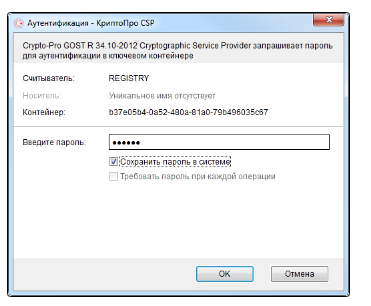 Аутентификация - КриптоПро CSP
Crypto-Pro GOST R 34.10-2012 Cryptographic Service Provider запрашивает пароль
для аутентификации в ключевом контейнере
Считыватель: REGISTRY
Носитель: Уникальное имя отсутствует
Контейнер: b37e05b4-0a52-480a-81a0-79b496035c67
Введите пароль: ••••••
Сохранить пароль в системе
Требовать пароль при каждой операции
OK Отмена